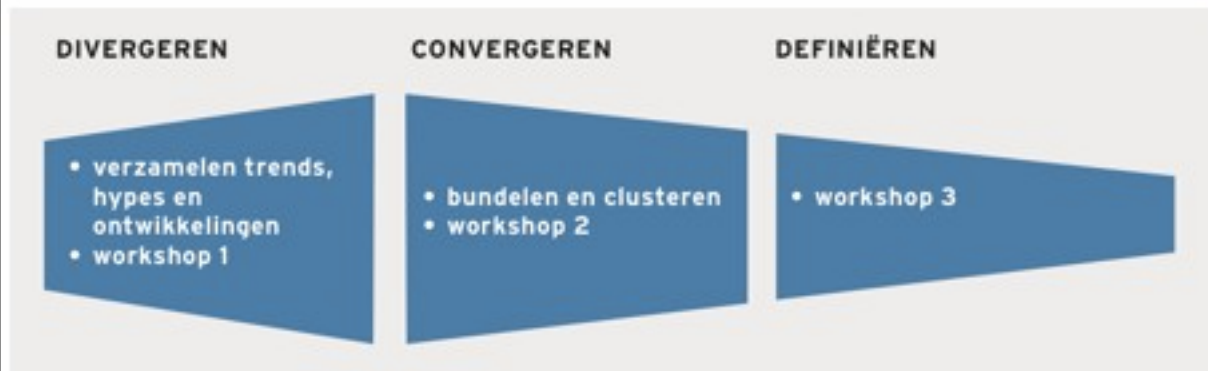 DIVERGEREN
• verzamelen trends,
hypes en
ontwikkelingen
• workshop 1
CONVERGEREN
• bundelen en clusteren
• workshop 2
DEFINIËREN
• workshop 3